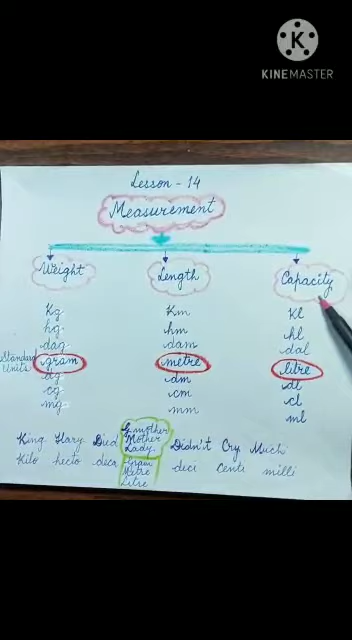 K
KINEMASTER
Lesson - 14
Measurement
Weight Length Capacity
Kg Km Kl
hg hm hl
dag dam dal
Standard Units gram metre litre
dg dm dl
cg cm cl
mg mm ml
King Hary Died G.mother Mother Lady Didn't Cry Much
Kilo hecto deca Gram Metre Litre deci centi milli